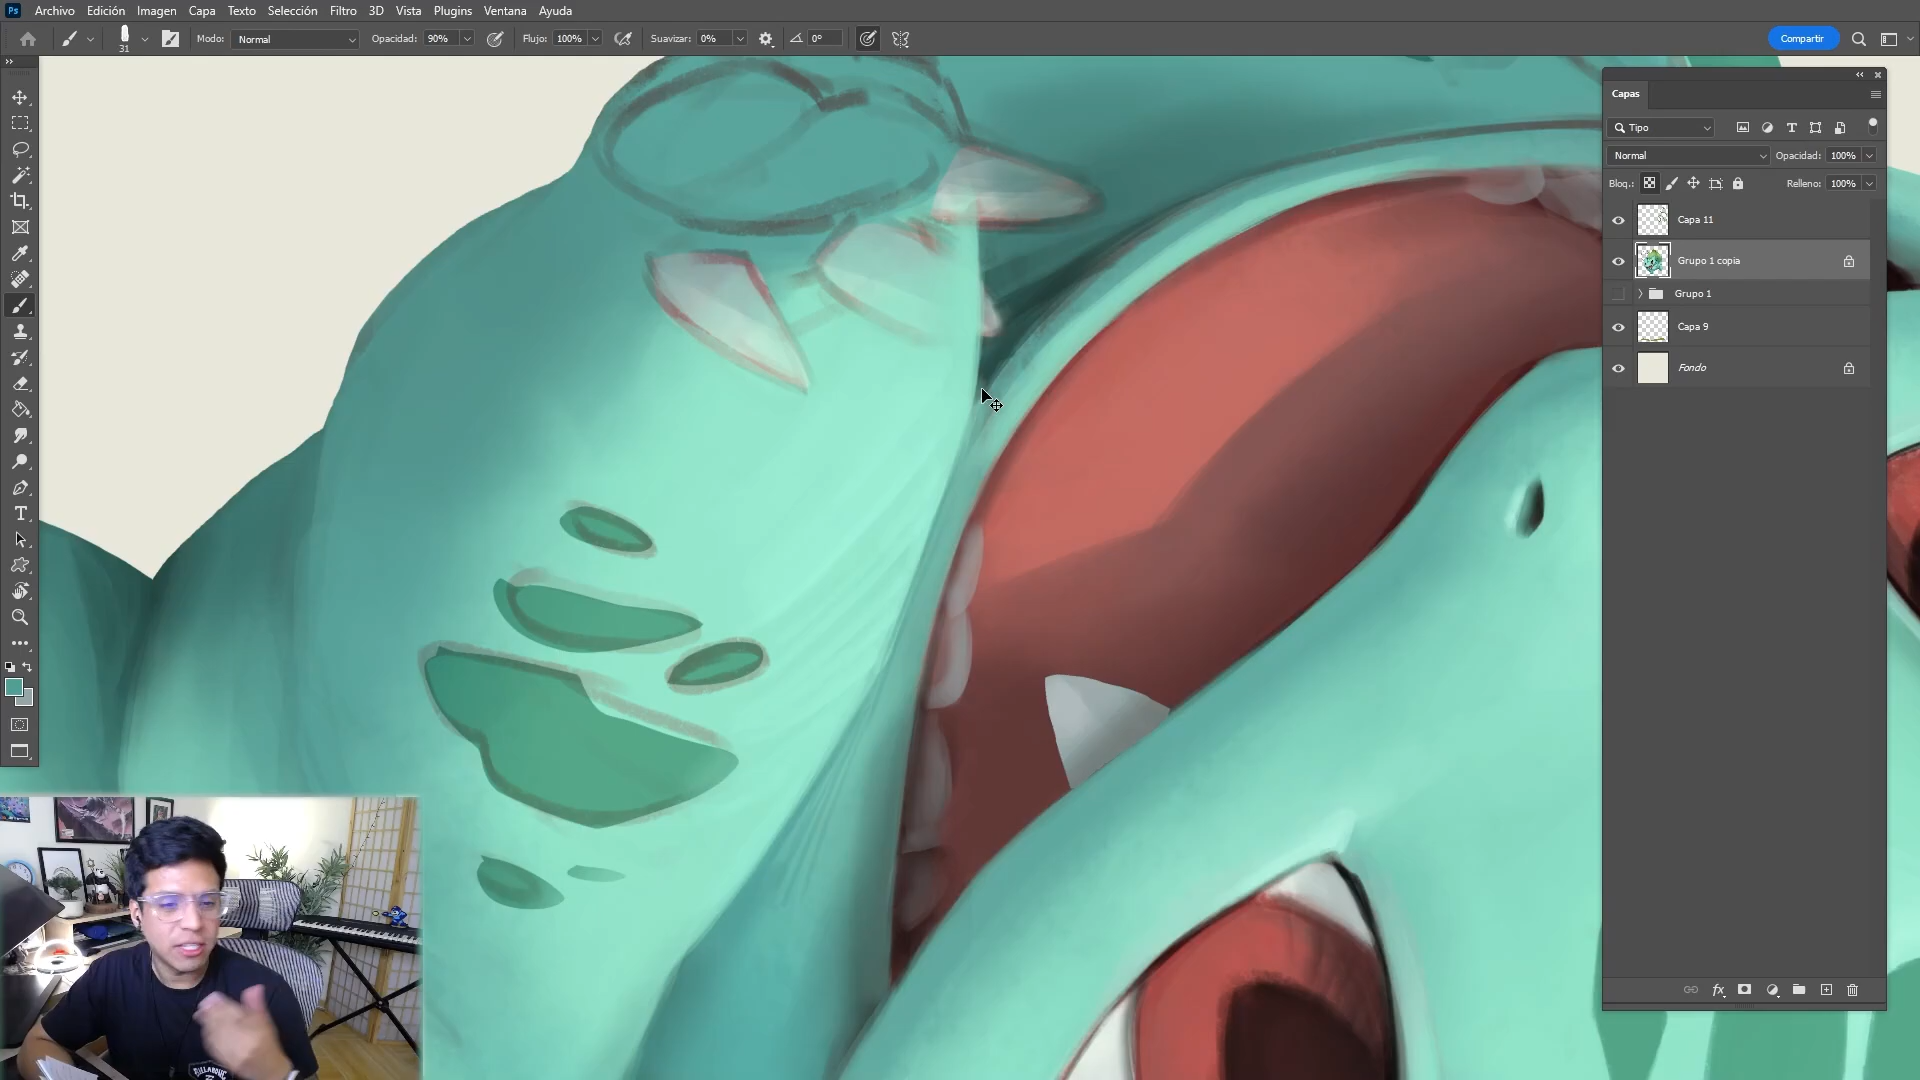 Ps Archivo Edición Imagen Capa Texto Selección Filtro 3D Vista Plugins Ventana Ayuda
31 Modo: Normal Opacidad: 90% Flujo: 100% Suavizar: 0% 0° Compartir
Capas
Tipo
Normal Opacidad: 100%
Bloq.: Relleno: 100%
Capa 11
Grupo 1 copia
Grupo 1
Capa 9
Fondo
fx
BILLABONG